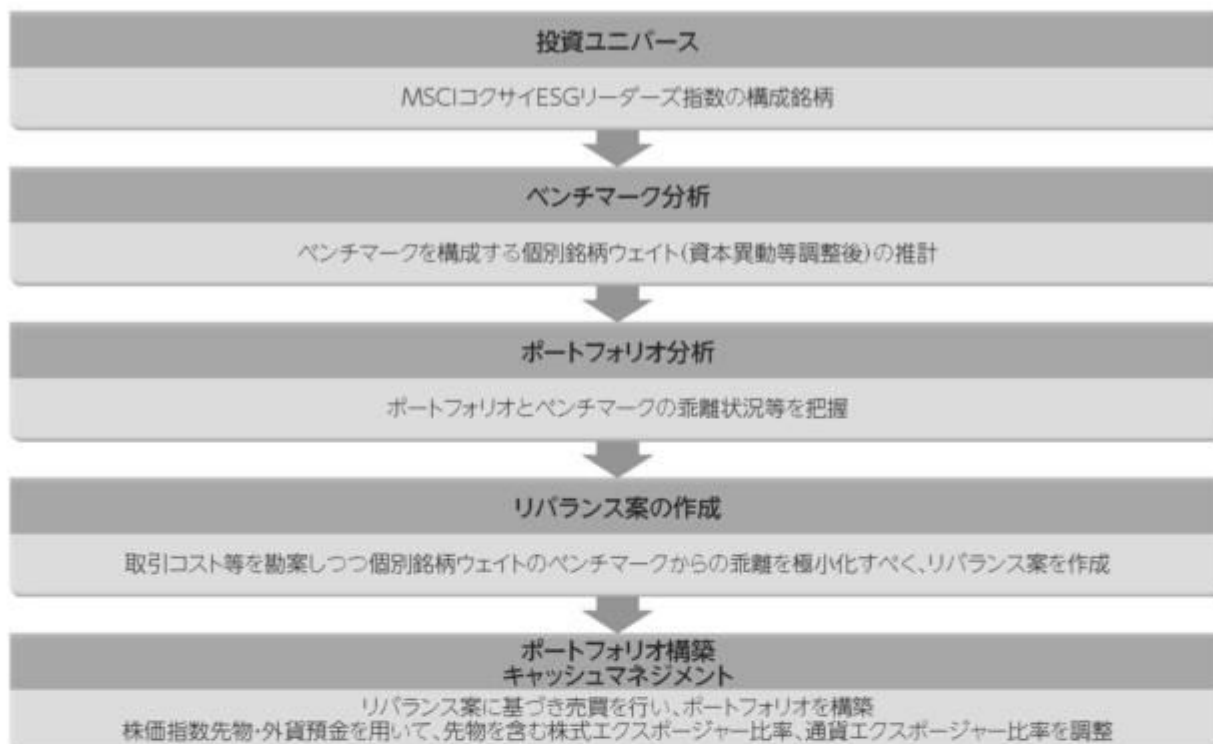 投資ユニバース
MSCIコクサイESGリーダーズ指数の構成銘柄
ベンチマーク分析
ベンチマークを構成する個別銘柄ウェイト(資本異動等調整後)の推計
ポートフォリオ分析
ポートフォリオとベンチマークの乖離状況等を把握
リバランス案の作成
取引コスト等を勘案しつつ個別銘柄ウェイトのベンチマークからの乖離を極小化すべく、リバランス案を作成
ポートフォリオ構築
キャッシュマネジメント
リバランス案に基づき売買を行い、ポートフォリオを構築
株価指数先物・外貨預金を用いて、先物を含む株式エクスポージャー比率、通貨エクスポージャー比率を調整